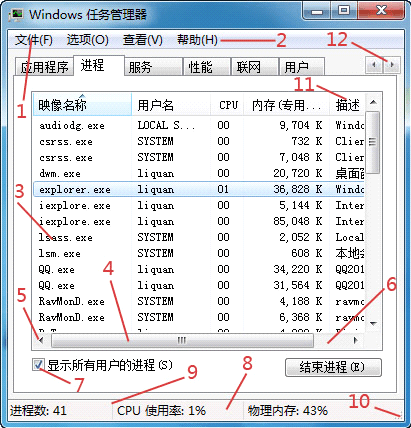 Windows 任务管理器
文件(F) 选项(O) 查看(V) 帮助(H) 2 12
应用程序 进程 服务 性能 联网 用户
1 11
映像名称 用户名 CPU 内存(专用... 描述
audiodg.exe LOCAL S... 00 9,704 K Windo
csrss.exe SYSTEM 00 732 K Clien
csrss.exe SYSTEM 00 7,048 K Clien
dwm.exe liquan 00 20,720 K 桌面窗
explorer.exe liquan 01 36,828 K Windo
3 iexplore.exe liquan 00 5,144 K Inter
iexplore.exe liquan 00 85,048 K Inter
lsass.exe SYSTEM 00 2,052 K Local
lsm.exe SYSTEM 00 608 K 本地会
QQ.exe liquan 00 34,220 K QQ201
QQ.exe liquan 00 31,564 K QQ201
RavMonD.exe SYSTEM 00 4,188 K ravmo
RavMonD.exe SYSTEM 00 6,368 K ravmo
5 4 6
显示所有用户的进程(S) 结束进程(E)
7 9 8 10
进程数: 41 CPU 使用率: 1% 物理内存: 43%